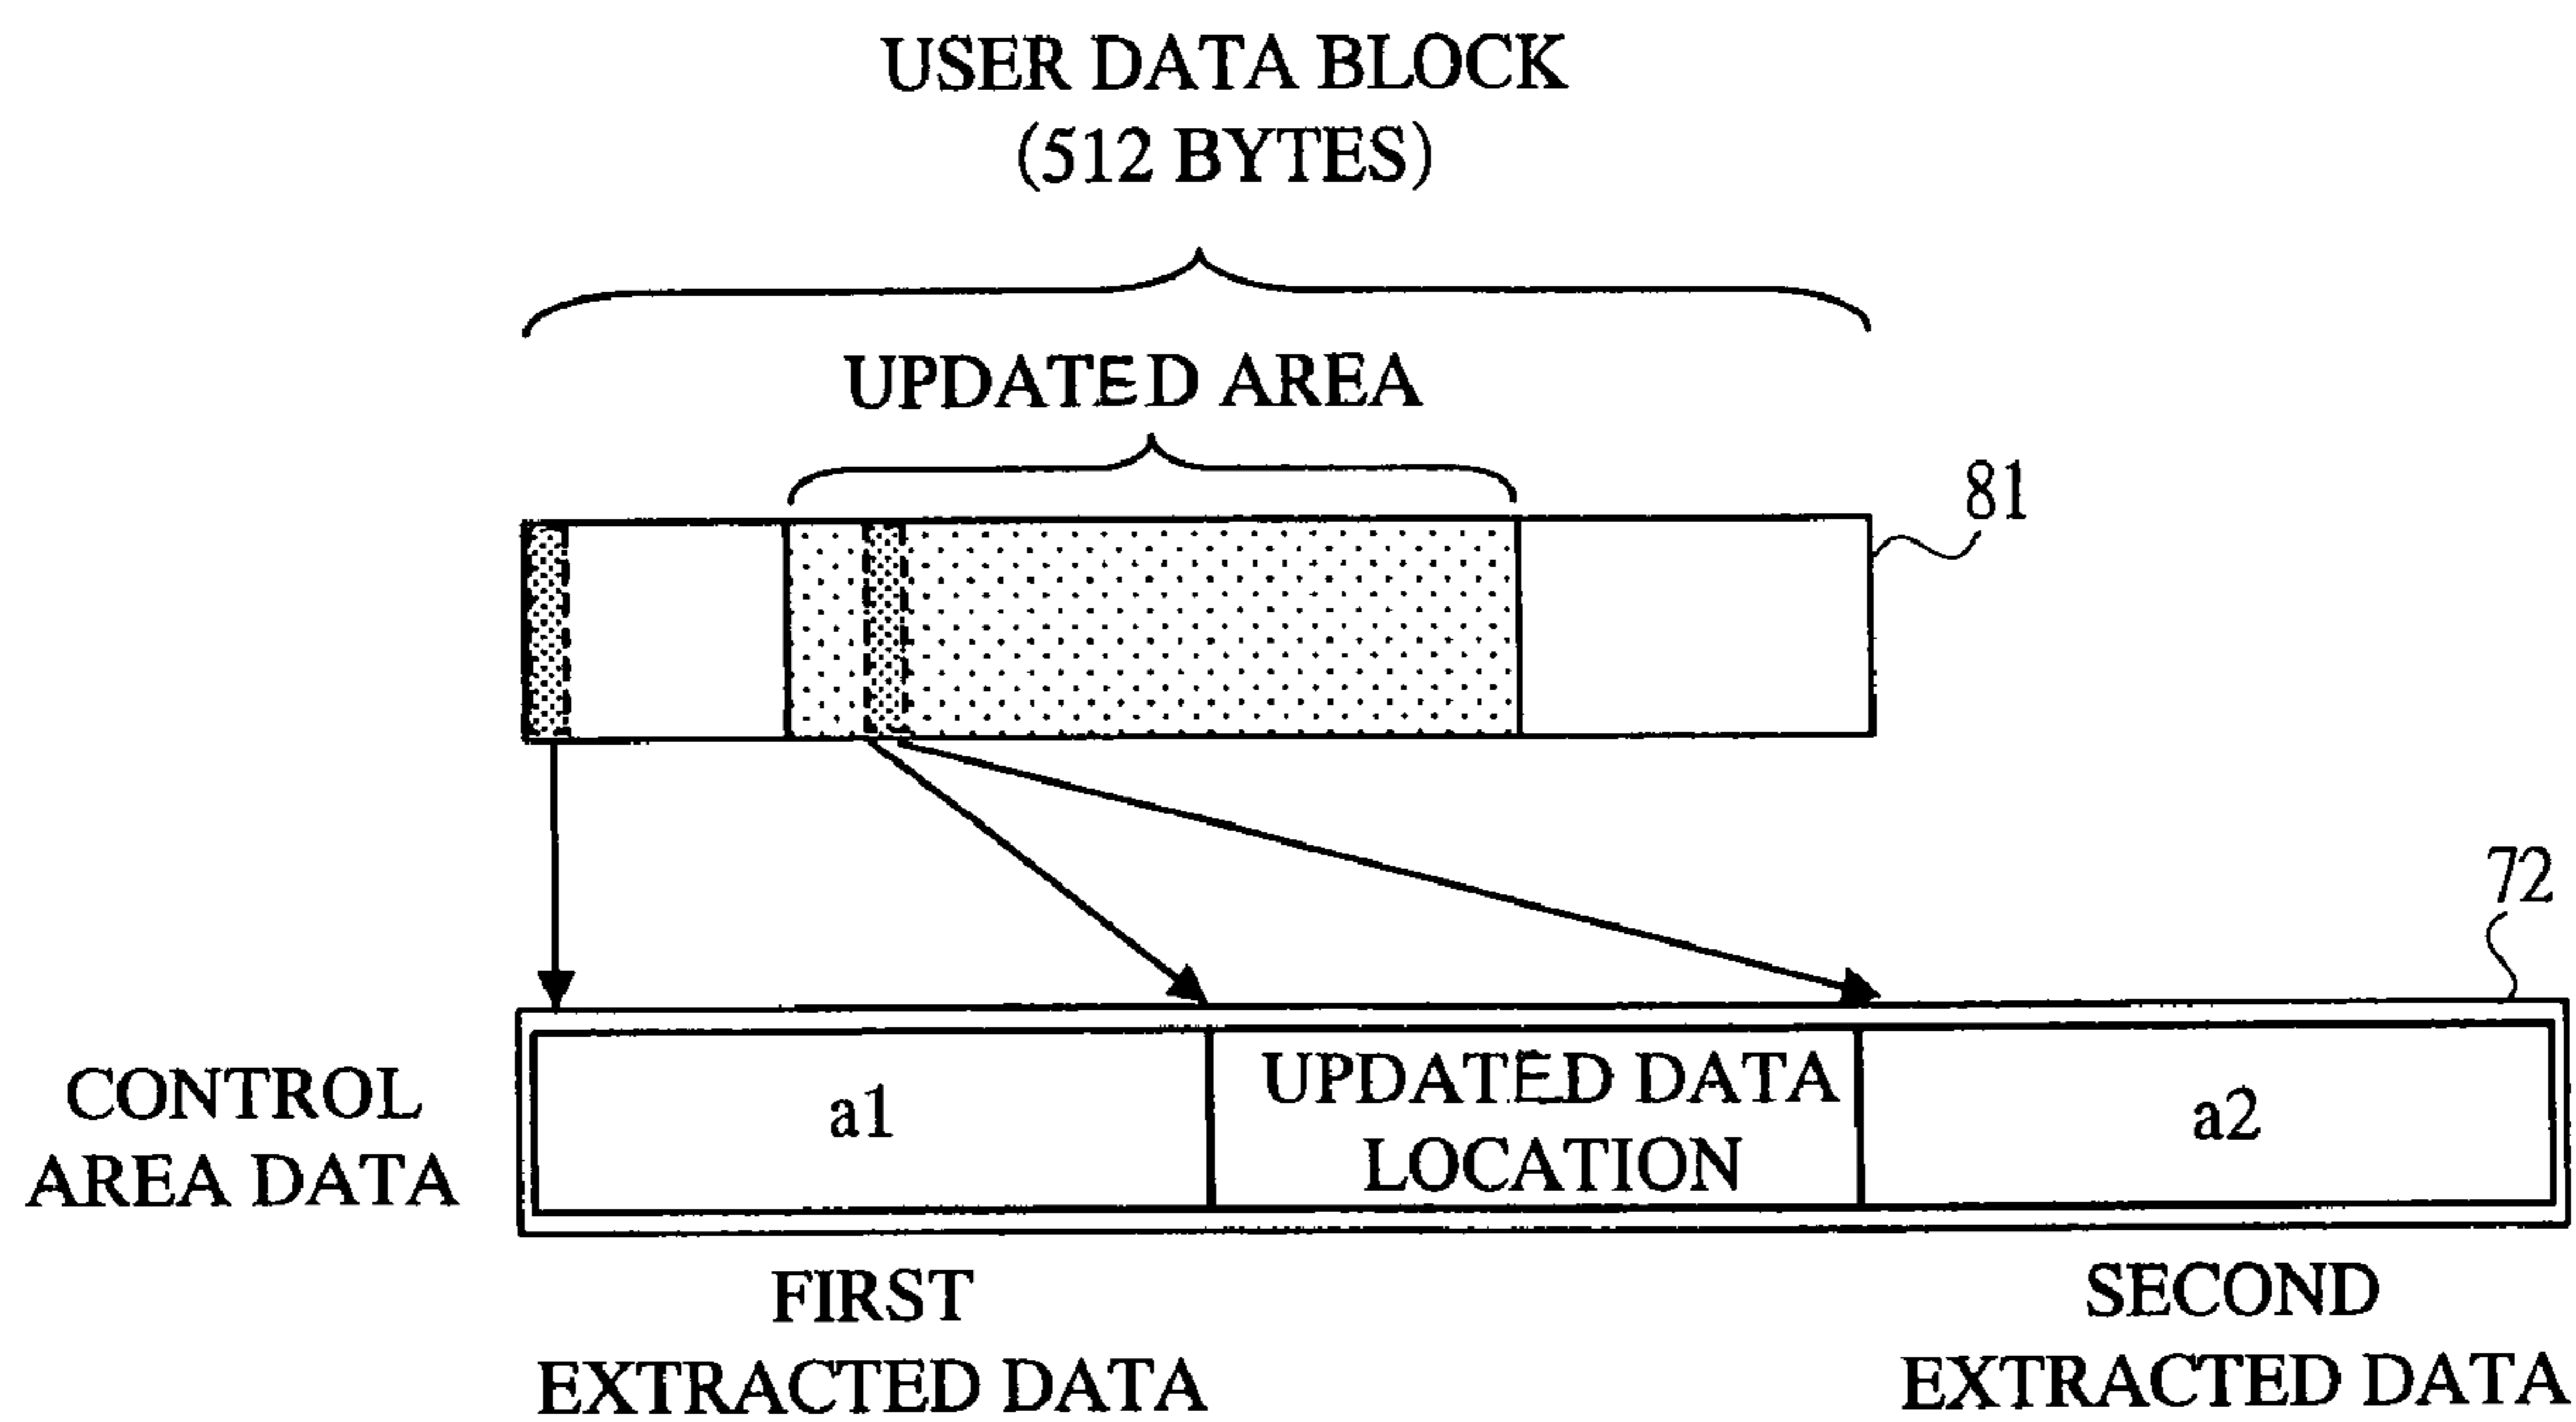 USER DATA BLOCK
(512 BYTES)
UPDATED AREA
81
72
CONTROL
AREA DATA
a1
UPDATED DATA
LOCATION
a2
FIRST
EXTRACTED DATA
SECOND
EXTRACTED DATA